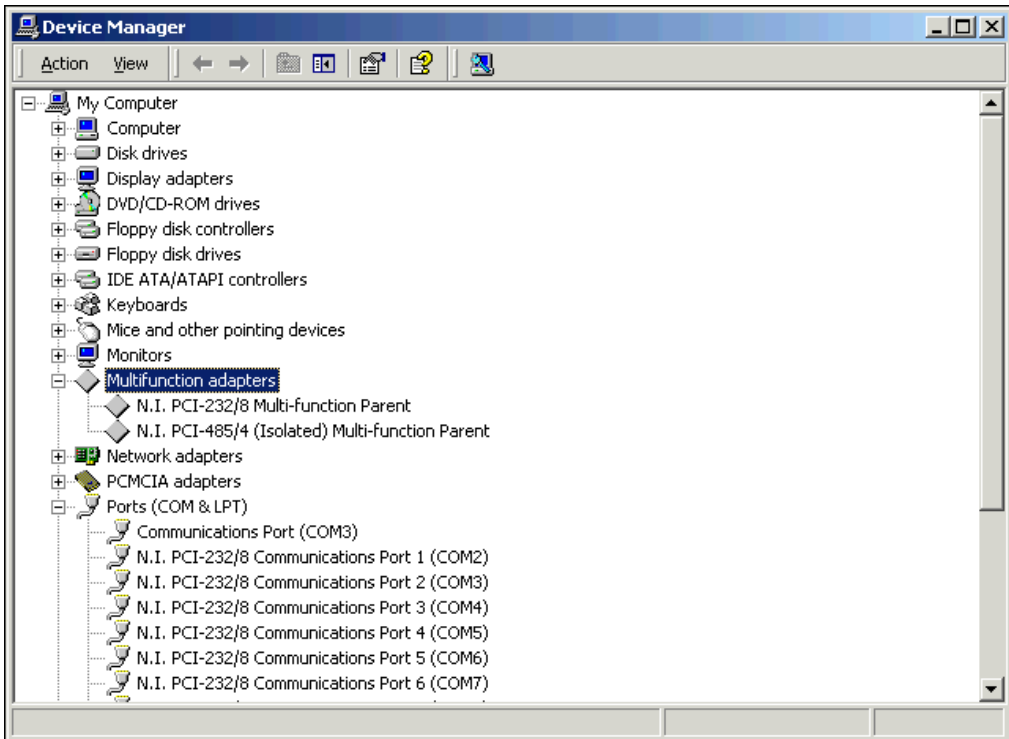 Device Manager
Action View
My Computer
Computer
Disk drives
Display adapters
DVD/CD-ROM drives
Floppy disk controllers
Floppy disk drives
IDE ATA/ATAPI controllers
Keyboards
Mice and other pointing devices
Monitors
Multifunction adapters
N.I. PCI-232/8 Multi-function Parent
N.I. PCI-485/4 (Isolated) Multi-function Parent
Network adapters
PCMCIA adapters
Ports (COM & LPT)
Communications Port (COM3)
N.I. PCI-232/8 Communications Port 1 (COM2)
N.I. PCI-232/8 Communications Port 2 (COM3)
N.I. PCI-232/8 Communications Port 3 (COM4)
N.I. PCI-232/8 Communications Port 4 (COM5)
N.I. PCI-232/8 Communications Port 5 (COM6)
N.I. PCI-232/8 Communications Port 6 (COM7)